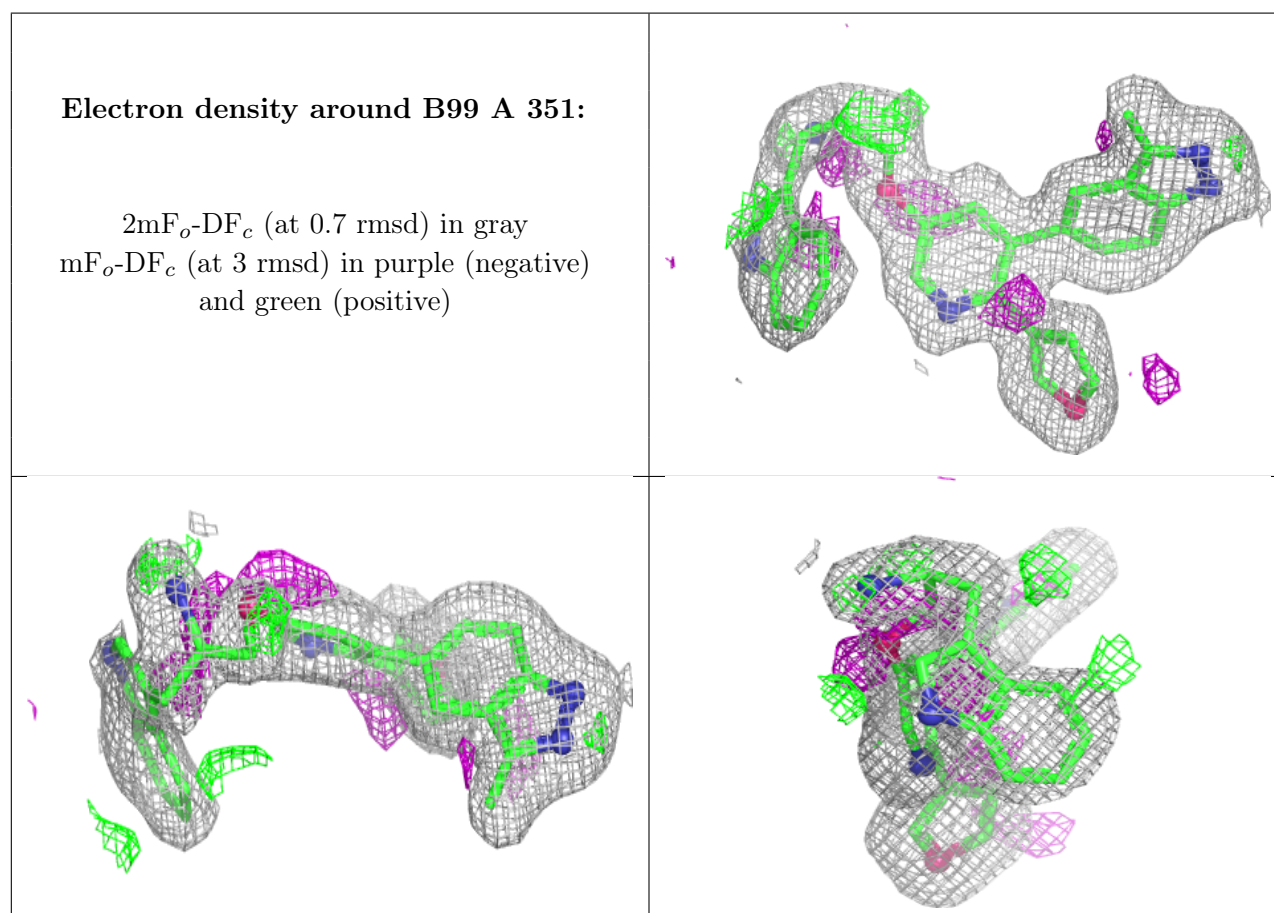 Electron density around B99 A 351:
2mFₒ-DF𝒸 (at 0.7 rmsd) in gray
mFₒ-DF𝒸 (at 3 rmsd) in purple (negative)
and green (positive)